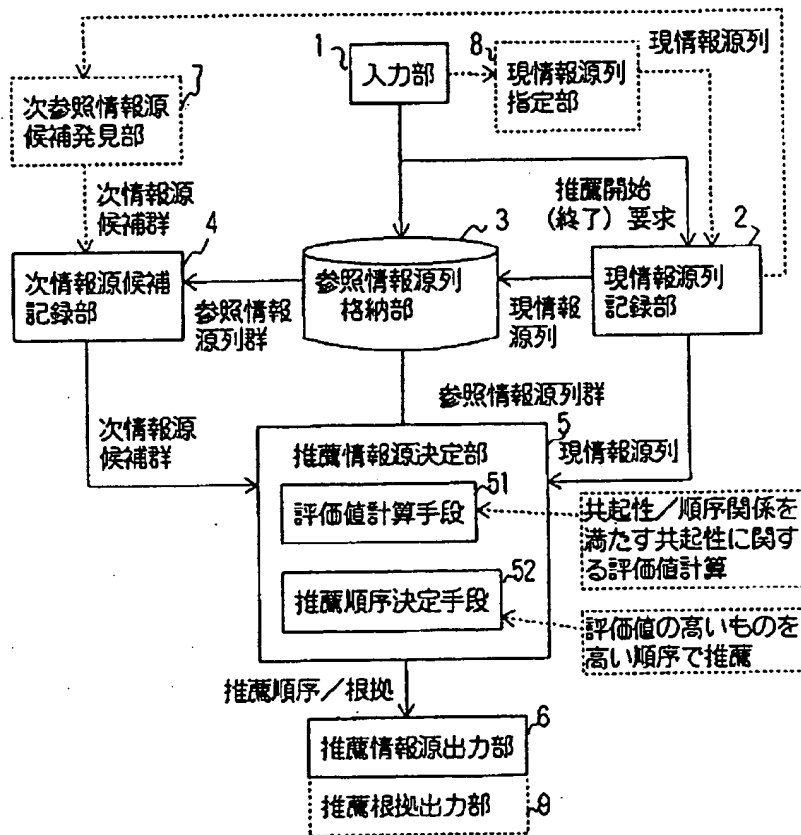 現情報源列
1
入力部
8
現情報源列
指定部
7
次参照情報源
候補発見部
次情報源
候補群
推薦開始
(終了)要求
4
次情報源候補
記録部
3
参照情報源列
格納部
2
現情報源列
記録部
参照情報
源列群
現情報
源列
参照情報源列群
次情報源
候補群
5
現情報源列
推薦情報源決定部
51
評価値計算手段
共起性/順序関係を
満たす共起性に関す
る評価値計算
52
推薦順序決定手段
評価値の高いものを
高い順序で推薦
推薦順序/根拠
6
推薦情報源出力部
推薦根拠出力部
9